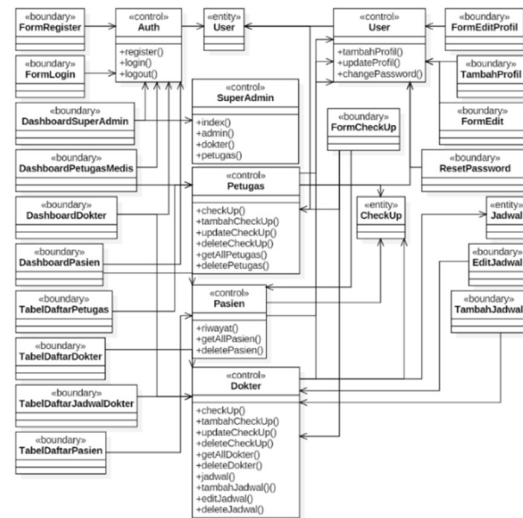 «boundary»
FormRegister
«control»
Auth
+register()
+login()
+logout()
«entity»
User
«control»
User
+tambahProfil()
+updateProfil()
+changePassword()
«boundary»
FormEditProfil
«boundary»
FormLogin
«boundary»
TambahProfil
«control»
SuperAdmin
+index()
+admin()
+dokter()
+petugas()
«boundary»
DashboardSuperAdmin
«boundary»
FormCheckUp
«boundary»
FormEdit
«boundary»
DashboardPetugasMedis
«boundary»
ResetPassword
«control»
Petugas
+checkUp()
+tambahCheckUp()
+updateCheckUp()
+deleteCheckUp()
+getAllPetugas()
+deletePetugas()
«boundary»
DashboardDokter
«entity»
CheckUp
«entity»
Jadwal
«boundary»
DashboardPasien
«boundary»
EditJadwal
«boundary»
TabelDaftarPetugas
«control»
Pasien
+riwayat()
+getAllPasien()
+deletePasien()
«boundary»
TambahJadwal
«boundary»
TabelDaftarDokter
«control»
Dokter
+checkUp()
+tambahCheckUp()
+updateCheckUp()
+deleteCheckUp()
+getAllDokter()
+deleteDokter()
+jadwal()
+tambahJadwal()()
+editJadwal()
+deleteJadwal()
«boundary»
TabelDaftarJadwalDokter
«boundary»
TabelDaftarPasien